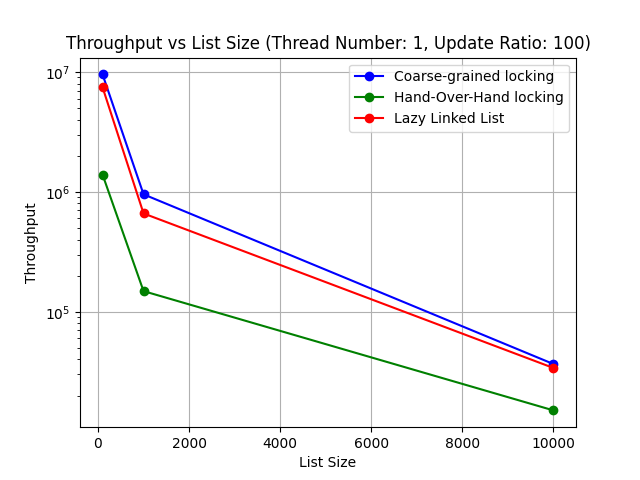 Throughput vs List Size (Thread Number: 1, Update Ratio: 100)
Coarse-grained locking
Hand-Over-Hand locking
Lazy Linked List
Throughput
10^7
10^6
10^5
0 2000 4000 6000 8000 10000
List Size